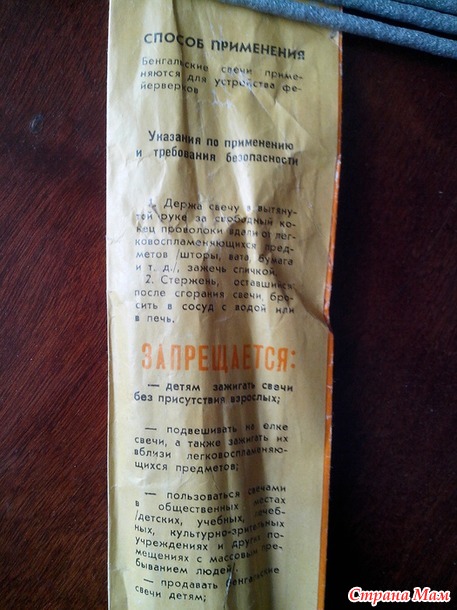 СПОСОБ ПРИМЕНЕНИЯ
Бенгальские свечи приме-
няются для устройства фе-
йерверков
Указания по применению
и требования безопасности
1. Держа свечу в вытяну-
той руке за свободный ко-
нец проволоки вдали от лег-
ковоспламеняющихся пред-
метов /шторы, вата, бумага
и т. д./, зажечь спичкой.
2. Стержень, оставшийся
после сгорания свечи, бро-
сить в сосуд с водой или
в печь.
ЗАПРЕЩАЕТСЯ:
— детям зажигать свечи
без присутствия взрослых;
— подвешивать на елке
свечи, а также зажигать их
вблизи легковоспламеняю-
щихся предметов;
— пользоваться свечами
в общественных местах
/детских, учебных, лечеб-
ных, культурно-зрительных
учреждениях и других по-
мещениях с массовым пре-
быванием людей/.
— продавать бенгальские
свечи детям;
Страна Мам